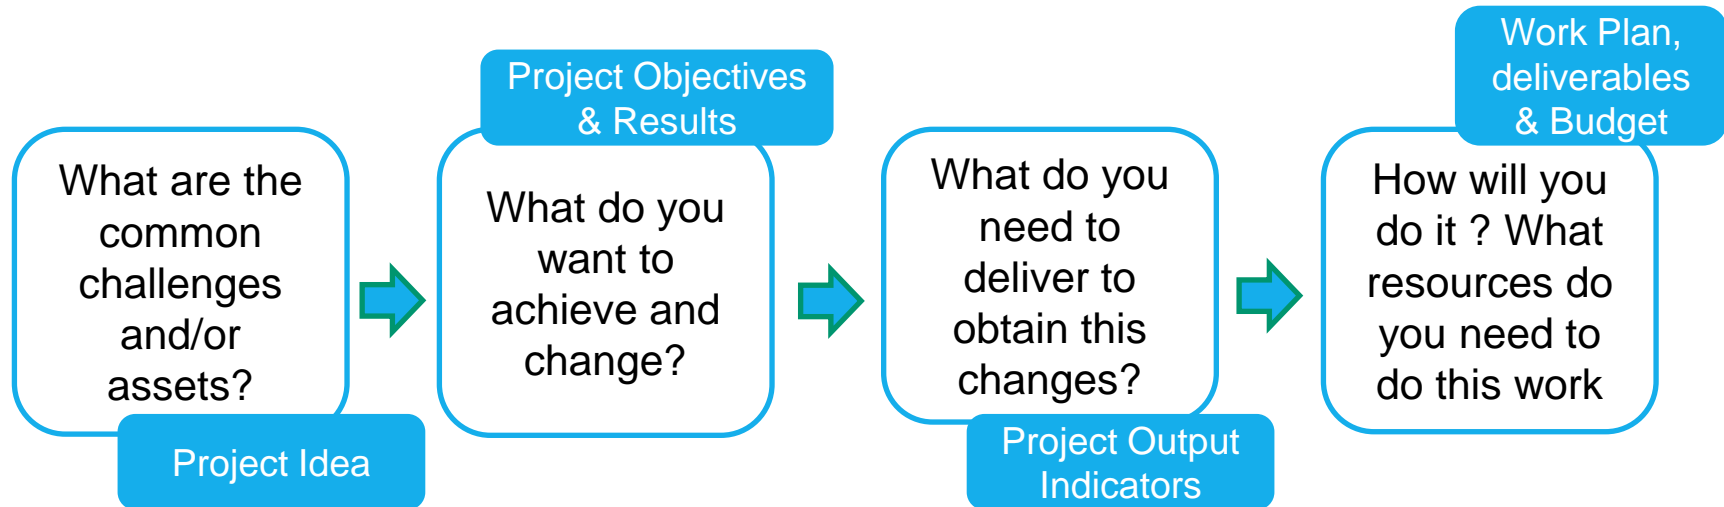 What are the
common
challenges
and/or
assets?
Project Idea
Project Objectives
& Results
What do you
want to
achieve and
change?
What do you
need to
deliver to
obtain this
changes?
Project Output
Indicators
Work Plan,
deliverables
& Budget
How will you
do it ? What
resources do
you need to
do this work